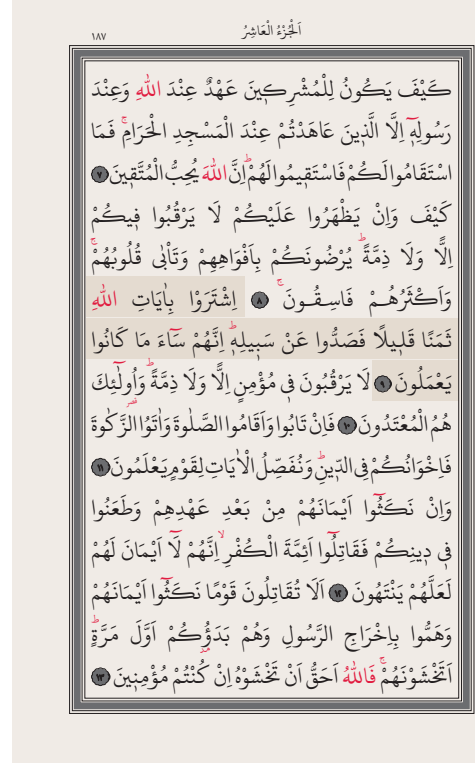 اَلْجُزْءُ الْعَاشِرُ
١٨٧
كَيْفَ يَكُونُ لِلْمُشْرِك۪ينَ عَهْدٌ عِنْدَ اللّٰهِ وَعِنْدَ
رَسُولِه۪ٓ اِلَّا الَّذ۪ينَ عَاهَدْتُمْ عِنْدَ الْمَسْجِدِ الْحَرَامِۚ فَمَا
اسْتَقَامُوا لَكُمْ فَاسْتَق۪يمُوا لَهُمْۜ اِنَّ اللّٰهَ يُحِبُّ الْمُتَّق۪ينَ ٧
كَيْفَ وَاِنْ يَظْهَرُوا عَلَيْكُمْ لَا يَرْقُبُوا ف۪يكُمْ
اِلًّا وَلَا ذِمَّةًۜ يُرْضُونَكُمْ بِاَفْوَاهِهِمْ وَتَأْبٰى قُلُوبُهُمْۚ
وَاَكْثَرُهُمْ فَاسِقُونَۚ ٨ اِشْتَرَوْا بِاٰيَاتِ اللّٰهِ
ثَمَنًا قَل۪يلًا فَصَدُّوا عَنْ سَب۪يلِه۪ۜ اِنَّهُمْ سَٓاءَ مَا كَانُوا
يَعْمَلُونَ ٩ لَا يَرْقُبُونَ ف۪ي مُؤْمِنٍ اِلًّا وَلَا ذِمَّةًۜ وَاُو۬لٰٓئِكَ
هُمُ الْمُعْتَدُونَ ١٠ فَاِنْ تَابُوا وَاَقَامُوا الصَّلٰوةَ وَاٰتَوُا الزَّكٰوةَ
فَاِخْوَانُكُمْ فِي الدّ۪ينِۜ وَنُفَصِّلُ الْاٰيَاتِ لِقَوْمٍ يَعْلَمُونَ ١١
وَاِنْ نَكَثُٓوا اَيْمَانَهُمْ مِنْ بَعْدِ عَهْدِهِمْ وَطَعَنُوا
ف۪ي د۪ينِكُمْ فَقَاتِلُٓوا اَئِمَّةَ الْكُفْرِۙ اِنَّهُمْ لَٓا اَيْمَانَ لَهُمْ
لَعَلَّهُمْ يَنْتَهُونَ ١٢ اَلَا تُقَاتِلُونَ قَوْمًا نَكَثُٓوا اَيْمَانَهُمْ
وَهَمُّوا بِاِخْرَاجِ الرَّسُولِ وَهُمْ بَدَؤُ۫كُمْ اَوَّلَ مَرَّةٍۜ
اَتَخْشَوْنَهُمْۚ فَاللّٰهُ اَحَقُّ اَنْ تَخْشَوْهُ اِنْ كُنْتُمْ مُؤْمِن۪ينَ ١٣